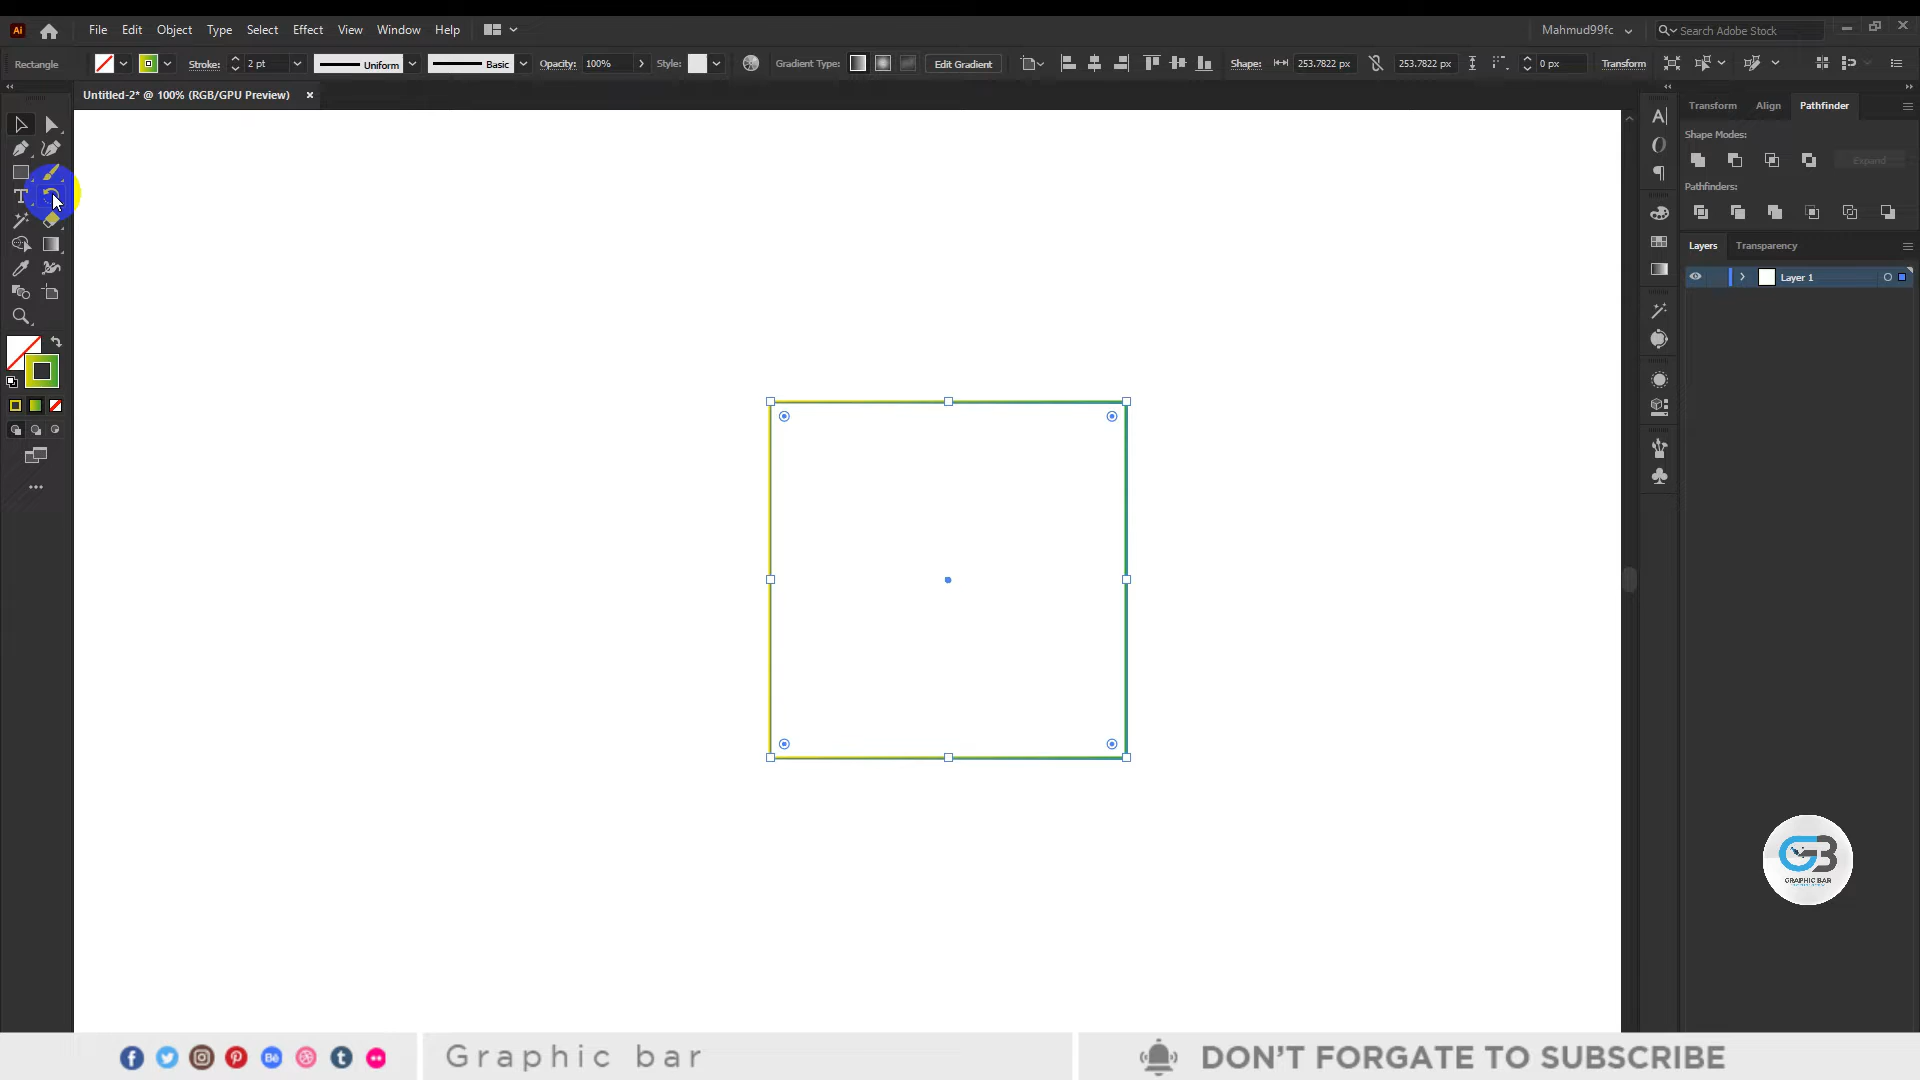 Ai File Edit Object Type Select Effect View Window Help Mahmud99fc Search Adobe Stock
Rectangle Stroke: 2 pt Uniform Basic Opacity: 100% Style: Gradient Type: Edit Gradient Shape: 253.7822 px 253.7822 px 0 px Transform
Untitled-2* @ 100% (RGB/GPU Preview)
Transform Align Pathfinder
Shape Modes:
Expand
Pathfinders:
Layers Transparency
Layer 1
GRAPHIC BAR
Graphic bar
DON'T FORGATE TO SUBSCRIBE